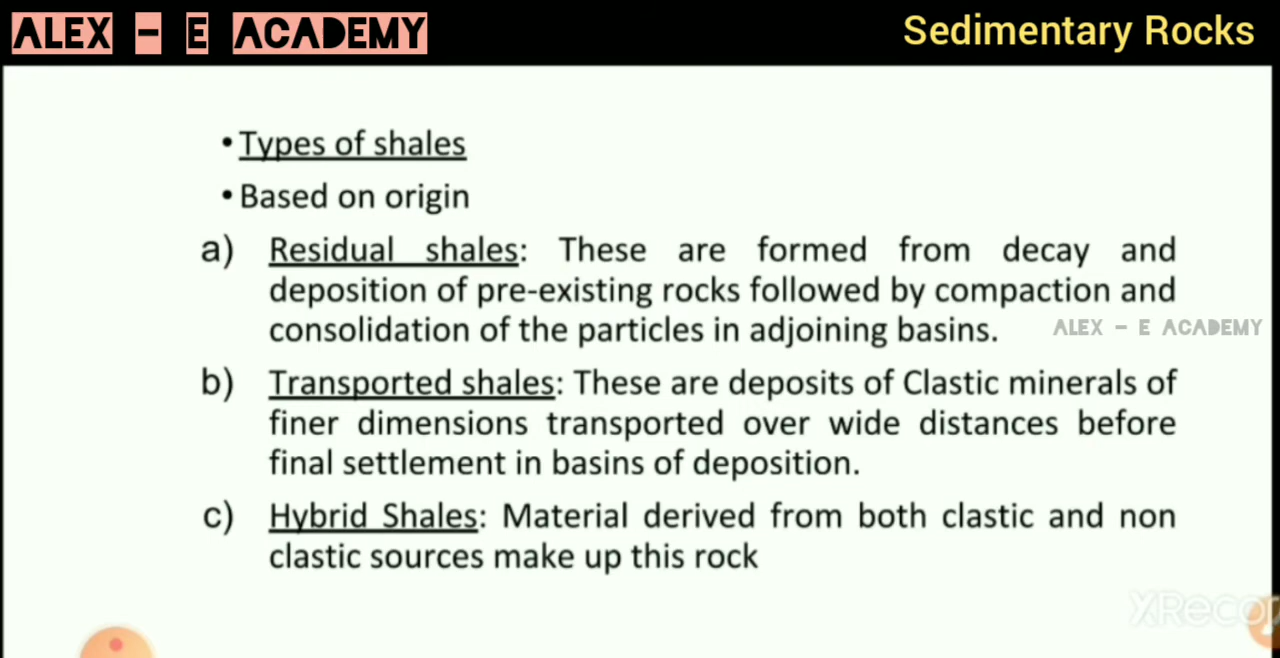 ALEX - E ACADEMY
Sedimentary Rocks
• Types of shales
• Based on origin
a) Residual shales: These are formed from decay and
deposition of pre-existing rocks followed by compaction and
consolidation of the particles in adjoining basins.
ALEX - E ACADEMY
b) Transported shales: These are deposits of Clastic minerals of
finer dimensions transported over wide distances before
final settlement in basins of deposition.
c) Hybrid Shales: Material derived from both clastic and non
clastic sources make up this rock